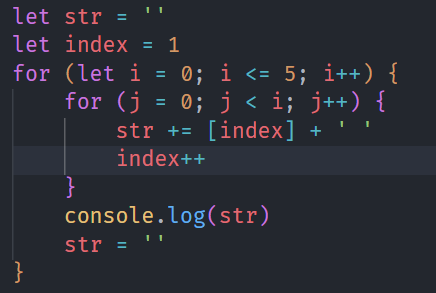 let str = ''
let index = 1
for (let i = 0; i <= 5; i++) {
    for (j = 0; j < i; j++) {
        str += [index] + ' '
        index++
    }
    console.log(str)
    str = ''
}